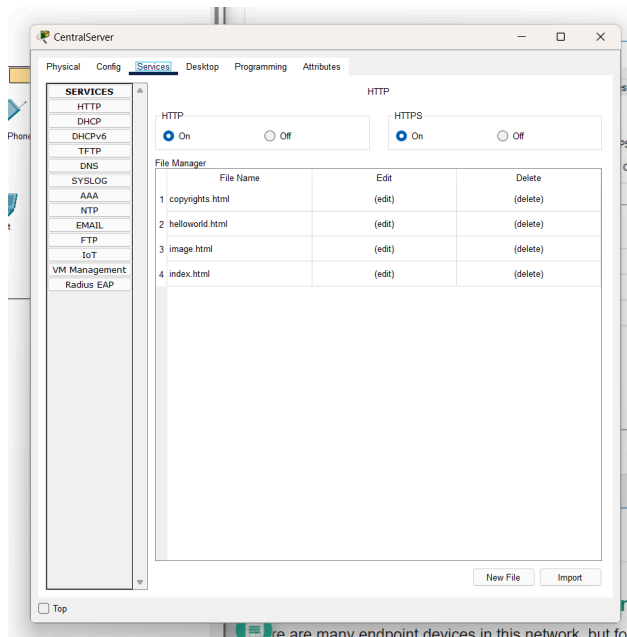 CentralServer
Physical Config Services Desktop Programming Attributes
SERVICES
HTTP
DHCP
DHCPv6
TFTP
DNS
SYSLOG
AAA
NTP
EMAIL
FTP
IoT
VM Management
Radius EAP
HTTP
HTTP
On Off
HTTPS
On Off
File Manager
File Name Edit Delete
1 copyrights.html (edit) (delete)
2 helloworld.html (edit) (delete)
3 image.html (edit) (delete)
4 index.html (edit) (delete)
New File Import
Top
Phone
re are many endpoint devices in this network, but fo